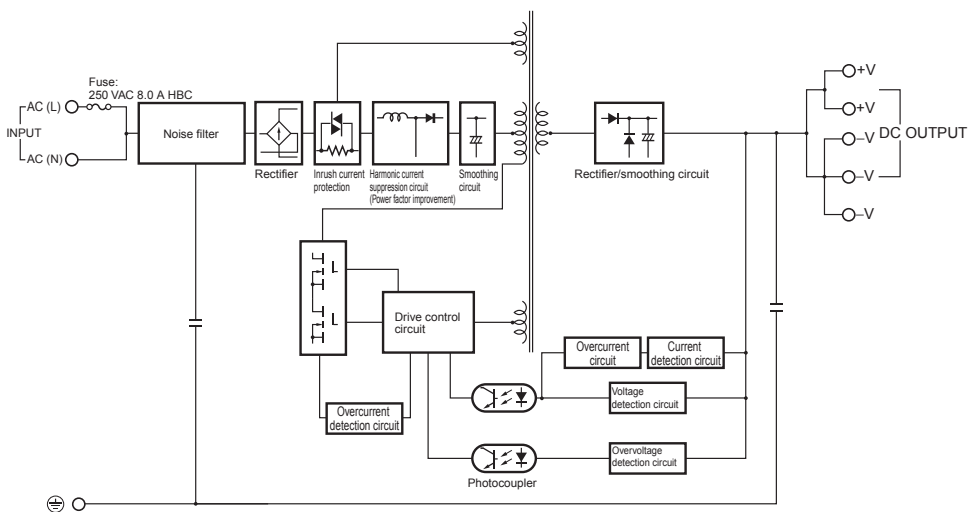 Fuse:
250 VAC 8.0 A HBC
AC (L)
INPUT
AC (N)
Noise filter
Rectifier
Inrush current
protection
Harmonic current
suppression circuit
(Power factor improvement)
Smoothing
circuit
Rectifier/smoothing circuit
+V
+V
–V
DC OUTPUT
–V
–V
Drive control
circuit
Overcurrent
detection circuit
Overcurrent
circuit
Current
detection circuit
Voltage
detection circuit
Overvoltage
detection circuit
Photocoupler